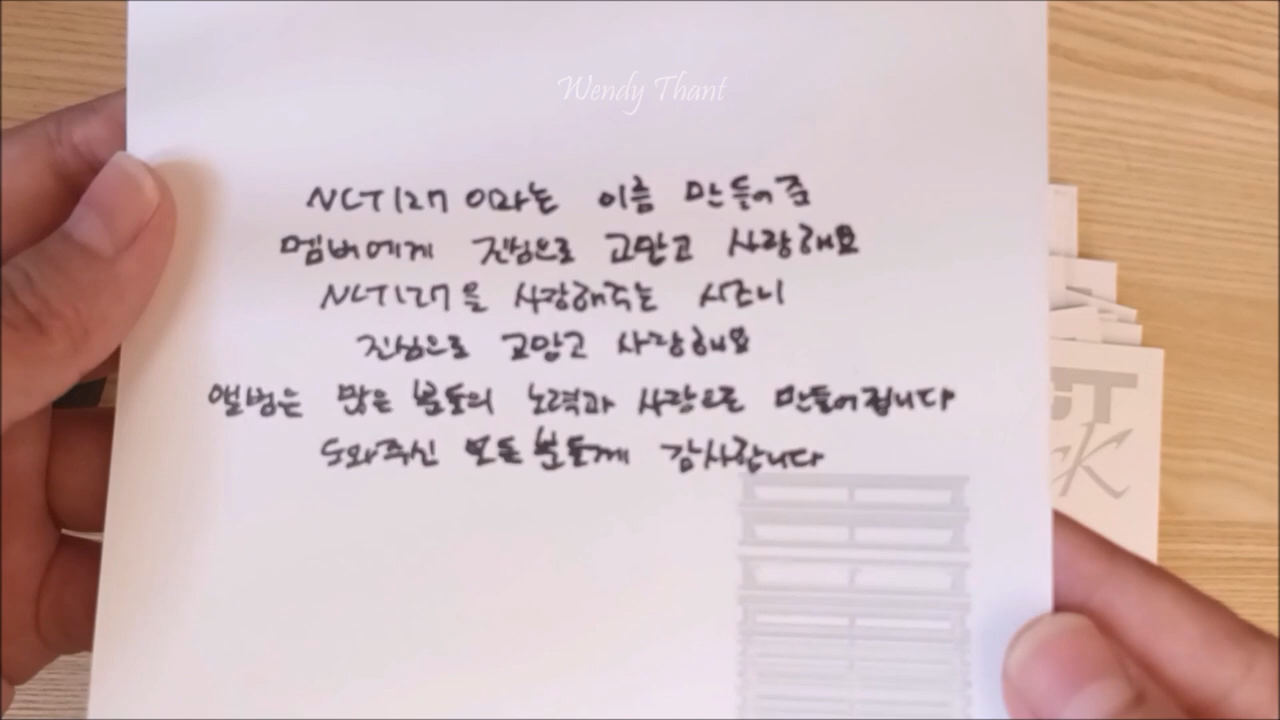 Wendy Thant
NCT127 이라는 이름 만들어줌
멤버에게 진심으로 고맙고 사랑해요
NCT127을 사랑해주는 시즈니
진심으로 고맙고 사랑해요
앨범은 많은 분들의 노력과 사랑으로 만들어집니다
도와주신 모든 분들께 감사합니다